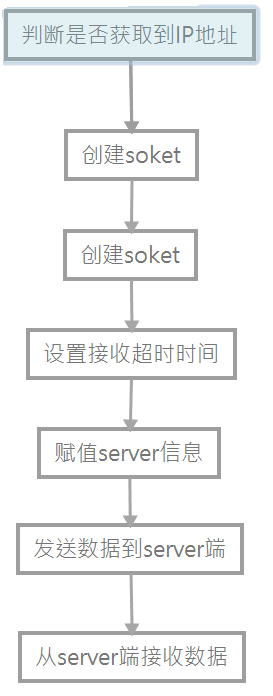 判断是否获取到IP地址
创建soket
创建soket
设置接收超时时间
赋值server信息
发送数据到server端
从server端接收数据